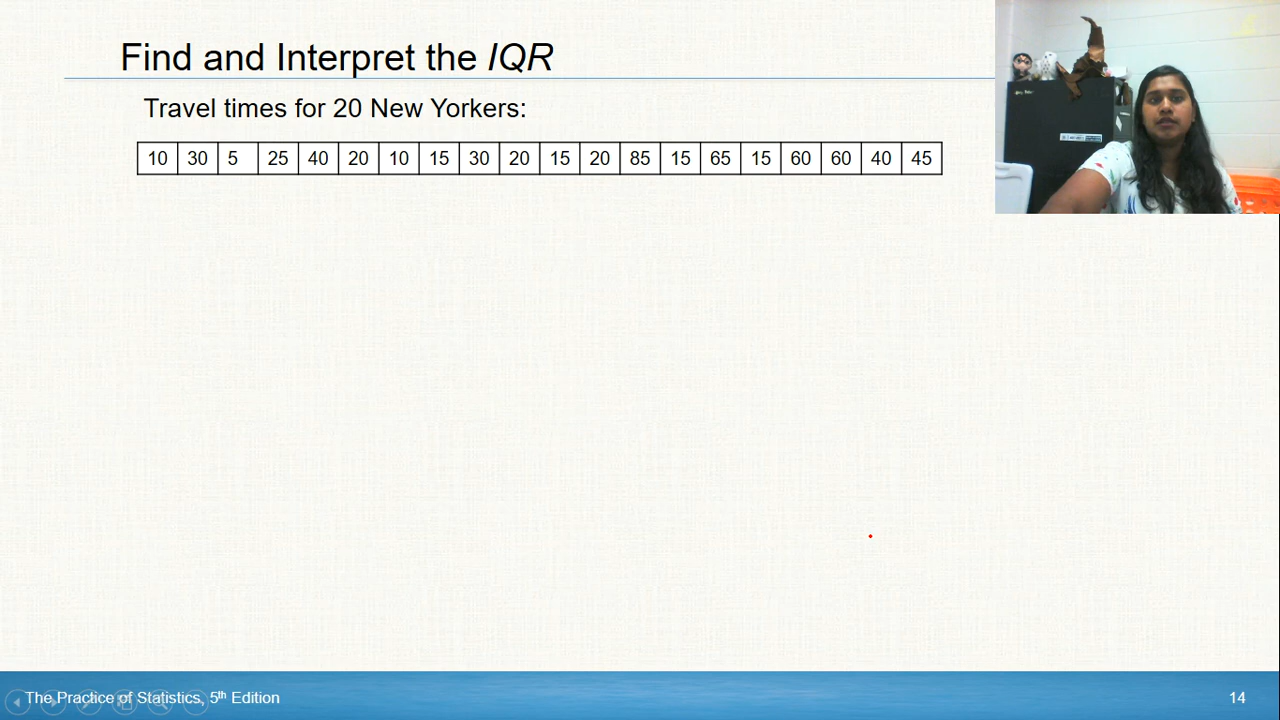 Find and Interpret the IQR
Travel times for 20 New Yorkers:
10 30 5 25 40 20 10 15 30 20 15 20 85 15 65 15 60 60 40 45
The Practice of Statistics, 5th Edition
14